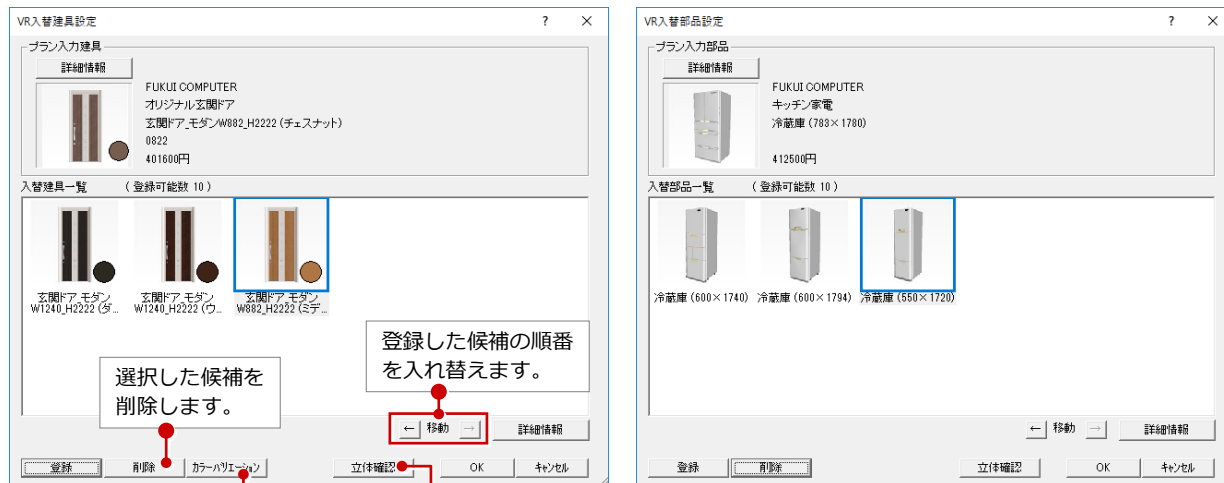 VR入替建具設定
? ×
プラン入力建具
詳細情報
FUKUI COMPUTER
オリジナル玄関ドア
玄関ドア_モダンW882_H2222 (チェスナット)
0822
401600円
入替建具一覧 ( 登録可能数 10 )
玄関ドア_モダン
W1240_H2222 (ダ...
玄関ドア_モダン
W1240_H2222 (ウ...
玄関ドア_モダン
W882_H2222 (ミデ...
登録した候補の順番
を入れ替えます。
選択した候補を
削除します。
← 移動 →
詳細情報
登録
削除
カラーバリエーション
立体確認
OK
キャンセル
VR入替部品設定
? ×
プラン入力部品
詳細情報
FUKUI COMPUTER
キッチン家電
冷蔵庫 (783×1780)
412500円
入替部品一覧 ( 登録可能数 10 )
冷蔵庫 (600×1740)
冷蔵庫 (600×1794)
冷蔵庫 (550×1720)
← 移動 →
詳細情報
登録
削除
立体確認
OK
キャンセル